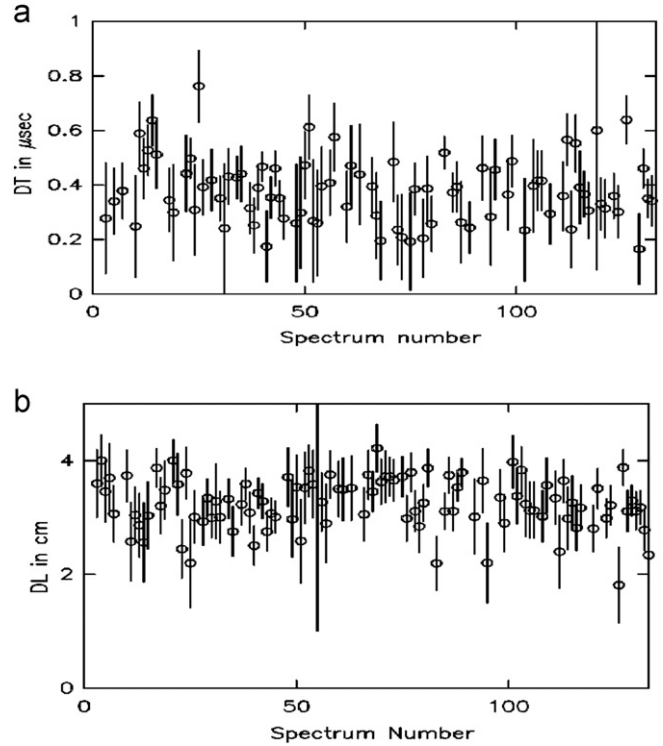 a
1
0.8
0.6
0.4
0.2
0
DT in μsec
0 50 100
Spectrum number
b
4
2
0
DL in cm
0 50 100
Spectrum Number